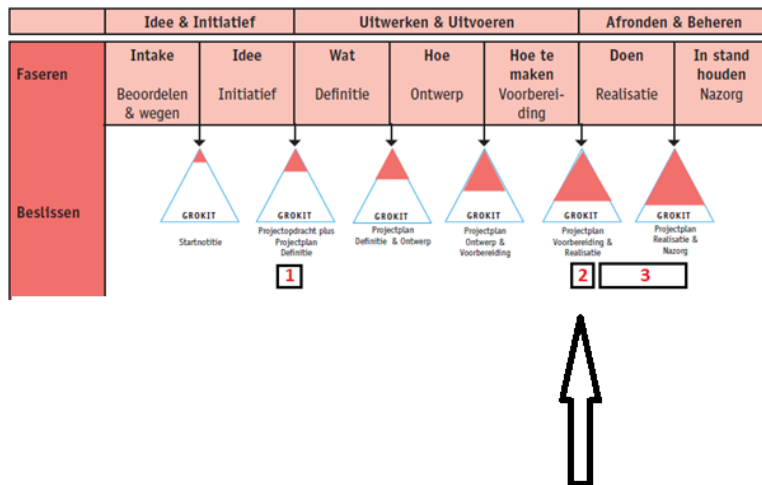 Idee & Initiatief
Uitwerken & Uitvoeren
Afronden & Beheren
Faseren
Intake
Beoordelen
& wegen
Idee
Initiatief
Wat
Definitie
Hoe
Ontwerp
Hoe te
maken
Voorberei-
ding
Doen
Realisatie
In stand
houden
Nazorg
Beslissen
GROKIT
Startnotitie
GROKIT
Projectopdracht plus
Projectplan
Definitie
GROKIT
Projectplan
Definitie & Ontwerp
GROKIT
Projectplan
Ontwerp &
Voorbereiding
GROKIT
Projectplan
Voorbereiding &
Realisatie
GROKIT
Projectplan
Realisatie &
Nazorg
1
2
3